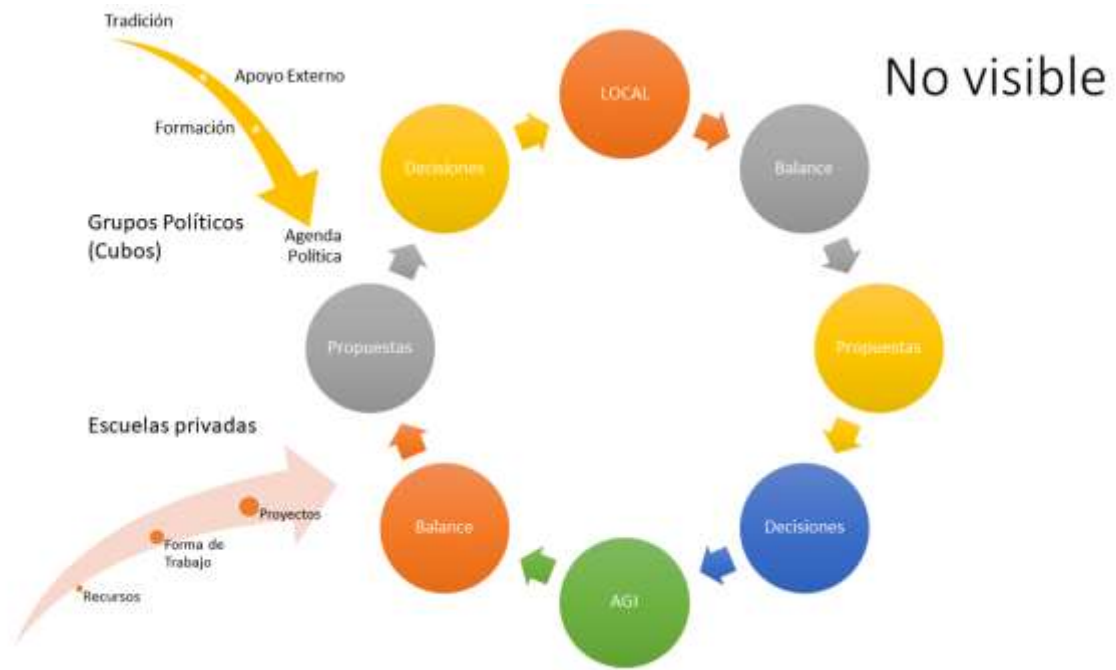 No visible
Tradición
Apoyo Externo
Formación
Agenda
Política
Grupos Políticos
(Cubos)
Escuelas privadas
Proyectos
Forma de
Trabajo
Recursos
LOCAL
Balance
Propuestas
Decisiones
AGI
Balance
Propuestas
Decisiones